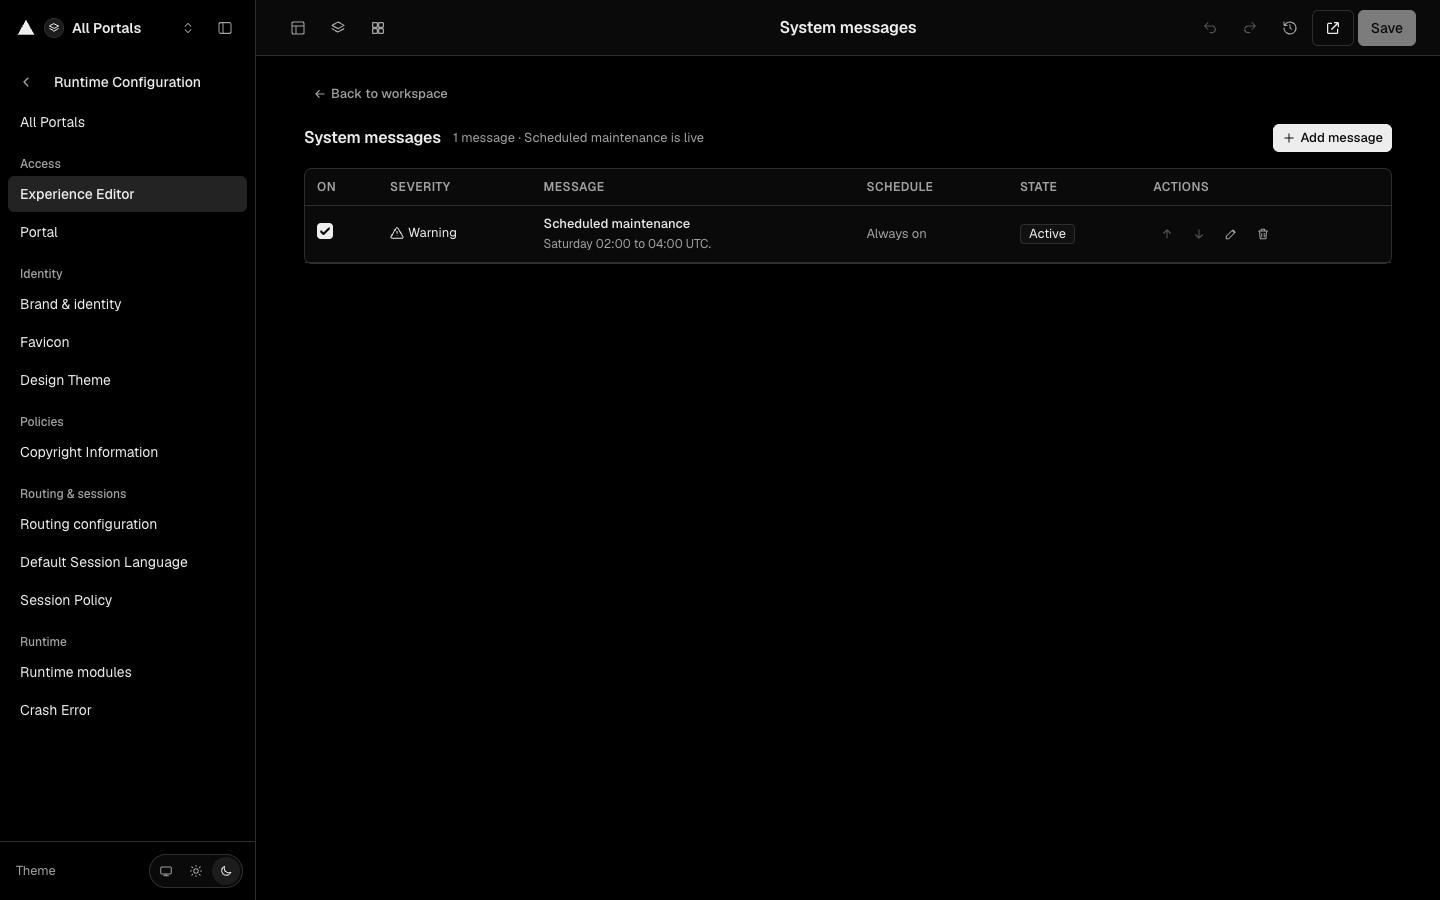 All Portals
System messages
Save
Runtime Configuration
All Portals
Access
Experience Editor
Portal
Identity
Brand & identity
Favicon
Design Theme
Policies
Copyright Information
Routing & sessions
Routing configuration
Default Session Language
Session Policy
Runtime
Runtime modules
Crash Error
Theme
Back to workspace
System messages 1 message · Scheduled maintenance is live
Add message
ON SEVERITY MESSAGE SCHEDULE STATE ACTIONS
Warning Scheduled maintenance Always on Active
Saturday 02:00 to 04:00 UTC.